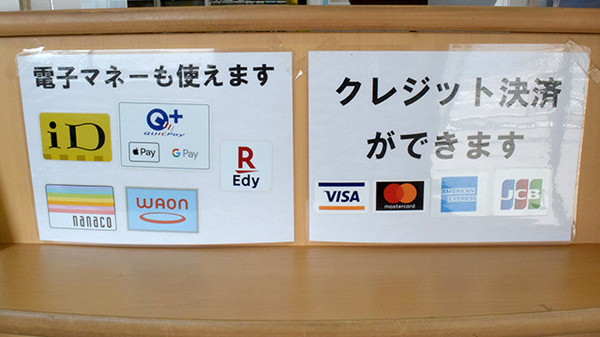 電子マネーも使えます
iD
Q+
QUICPay
Pay
G Pay
R
Edy
nanaco
WAON
クレジット決済
ができます
VISA
mastercard
AMERICAN
EXPRESS
JCB